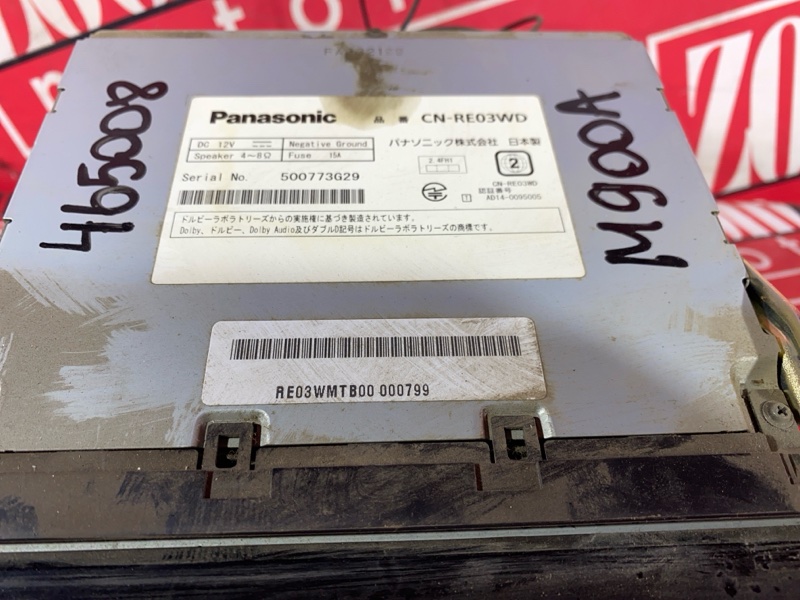 465008
M900A
Panasonic 品番 CN-RE03WD
DC 12V Negative Ground
Speaker 4~8Ω Fuse 15A
パナソニック株式会社 日本製
2.4FH1
2
Serial No. 500773G29
CN-RE03WD
認証番号
T AD14-0095005
ドルビーラボラトリーズからの実施権に基づき製造されています。
Dolby、ドルビー、Dolby Audio及びダブルD記号はドルビーラボラトリーズの商標です。
RE03WMTB00 000799
E
E